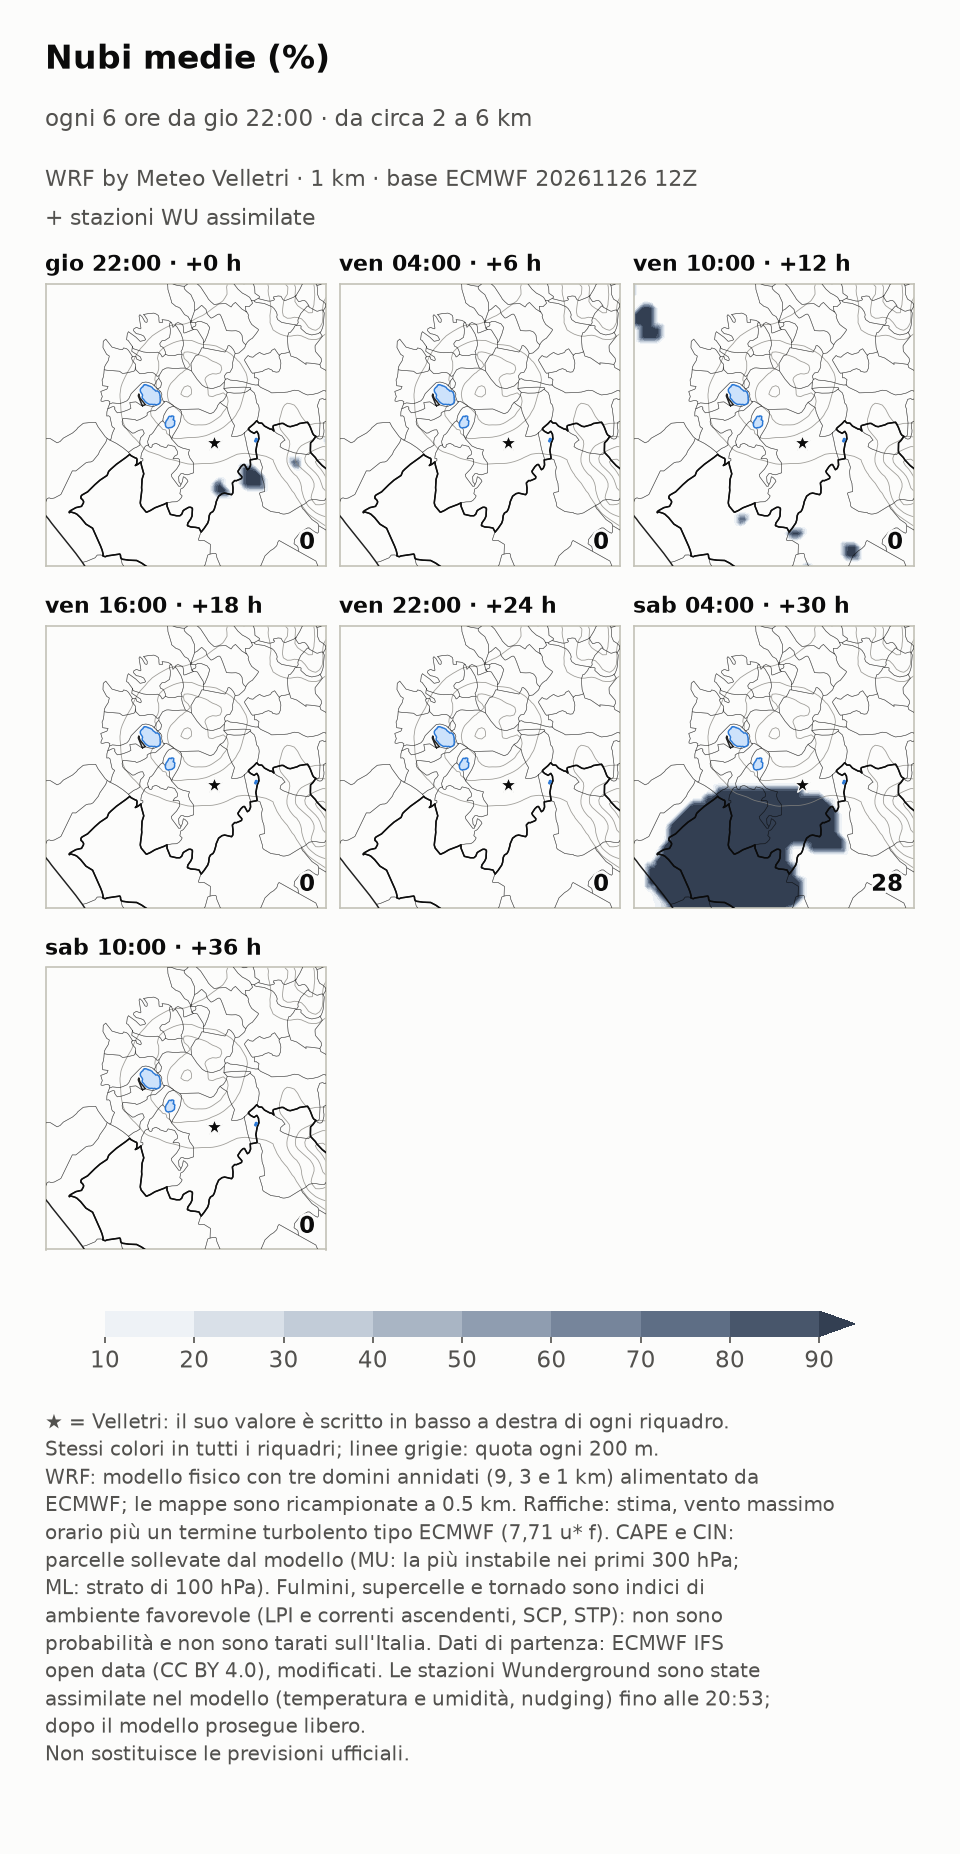 Nubi medie (%)
ogni 6 ore da gio 22:00 · da circa 2 a 6 km
WRF by Meteo Velletri · 1 km · base ECMWF 20261126 12Z
+ stazioni WU assimilate
gio 22:00 · +0 h
ven 04:00 · +6 h
ven 10:00 · +12 h
0
0
0
ven 16:00 · +18 h
ven 22:00 · +24 h
sab 04:00 · +30 h
0
0
28
sab 10:00 · +36 h
0
10 20 30 40 50 60 70 80 90
★ = Velletri: il suo valore è scritto in basso a destra di ogni riquadro.
Stessi colori in tutti i riquadri; linee grigie: quota ogni 200 m.
WRF: modello fisico con tre domini annidati (9, 3 e 1 km) alimentato da
ECMWF; le mappe sono ricampionate a 0.5 km. Raffiche: stima, vento massimo
orario più un termine turbolento tipo ECMWF (7,71 u* f). CAPE e CIN:
parcelle sollevate dal modello (MU: la più instabile nei primi 300 hPa;
ML: strato di 100 hPa). Fulmini, supercelle e tornado sono indici di
ambiente favorevole (LPI e correnti ascendenti, SCP, STP): non sono
probabilità e non sono tarati sull'Italia. Dati di partenza: ECMWF IFS
open data (CC BY 4.0), modificati. Le stazioni Wunderground sono state
assimilate nel modello (temperatura e umidità, nudging) fino alle 20:53;
dopo il modello prosegue libero.
Non sostituisce le previsioni ufficiali.